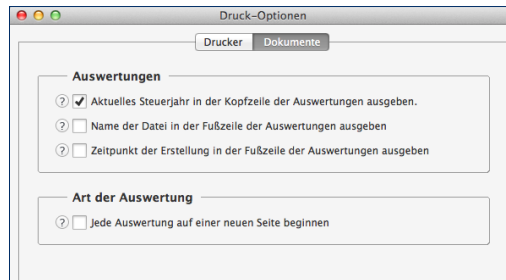 Druck-Optionen
Drucker Dokumente
Auswertungen
? Aktuelles Steuerjahr in der Kopfzeile der Auswertungen ausgeben.
? Name der Datei in der Fußzeile der Auswertungen ausgeben
? Zeitpunkt der Erstellung in der Fußzeile der Auswertungen ausgeben
Art der Auswertung
? Jede Auswertung auf einer neuen Seite beginnen